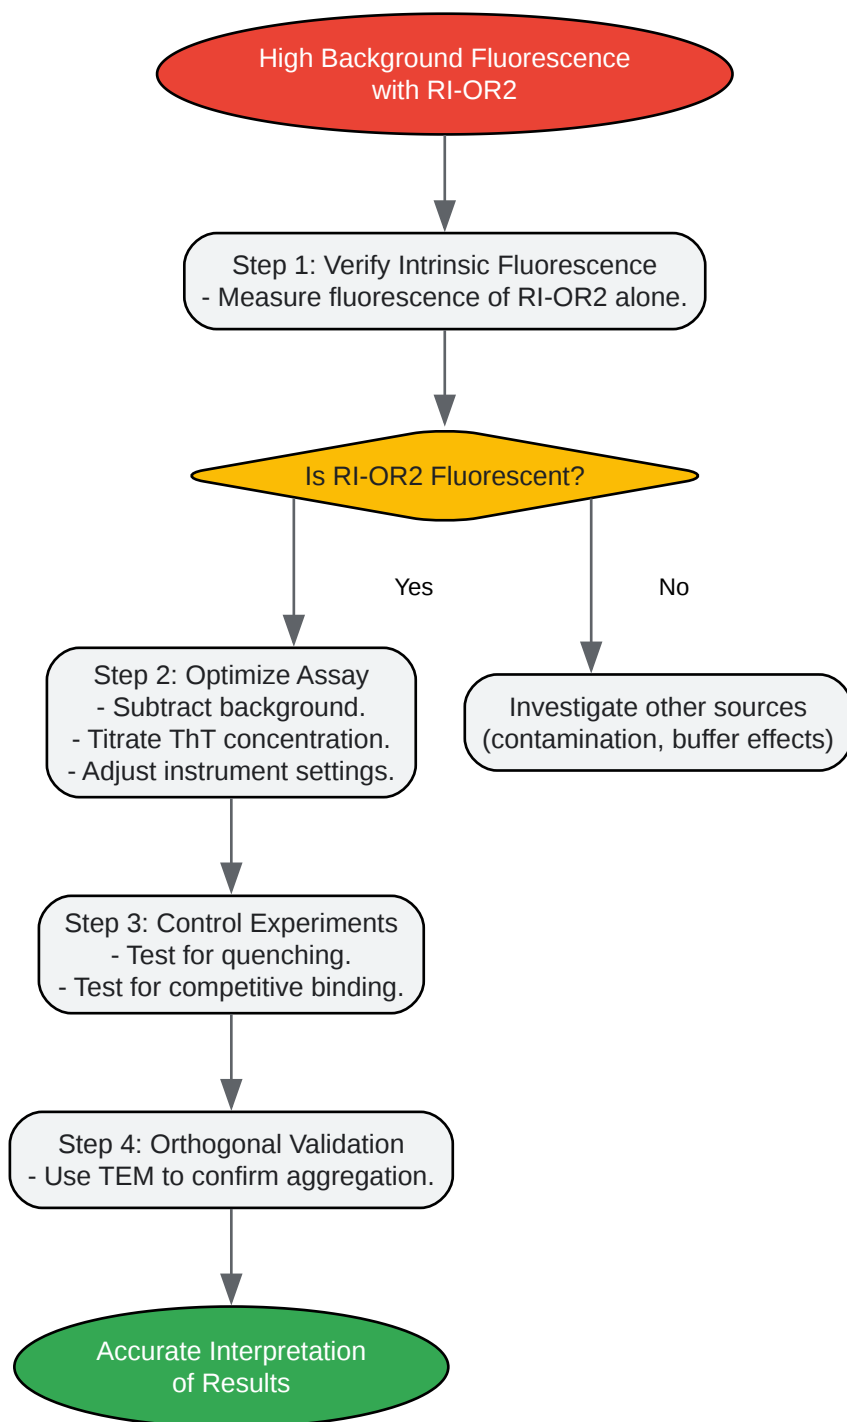 High Background Fluorescence
with RI-OR2
Step 1: Verify Intrinsic Fluorescence
- Measure fluorescence of RI-OR2 alone.
Is RI-OR2 Fluorescent?
Yes
No
Step 2: Optimize Assay
- Subtract background.
- Titrate ThT concentration.
- Adjust instrument settings.
Investigate other sources
(contamination, buffer effects)
Step 3: Control Experiments
- Test for quenching.
- Test for competitive binding.
Step 4: Orthogonal Validation
- Use TEM to confirm aggregation.
Accurate Interpretation
of Results